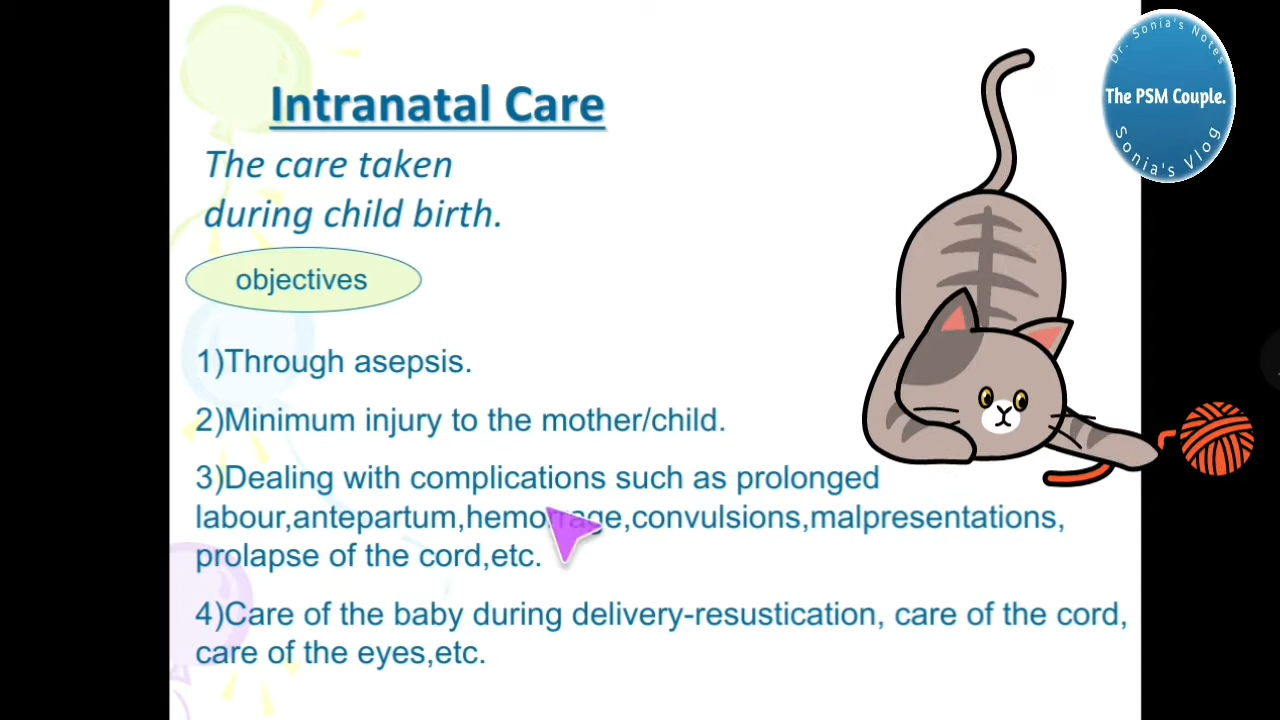 Intranatal Care
The care taken
during child birth.
objectives
1)Through asepsis.
2)Minimum injury to the mother/child.
3)Dealing with complications such as prolonged
labour,antepartum,hemorrage,convulsions,malpresentations,
prolapse of the cord,etc.
4)Care of the baby during delivery-resustication, care of the cord,
care of the eyes,etc.
Dr. Sonia's Notes
The PSM Couple.
Sonia's Vlog